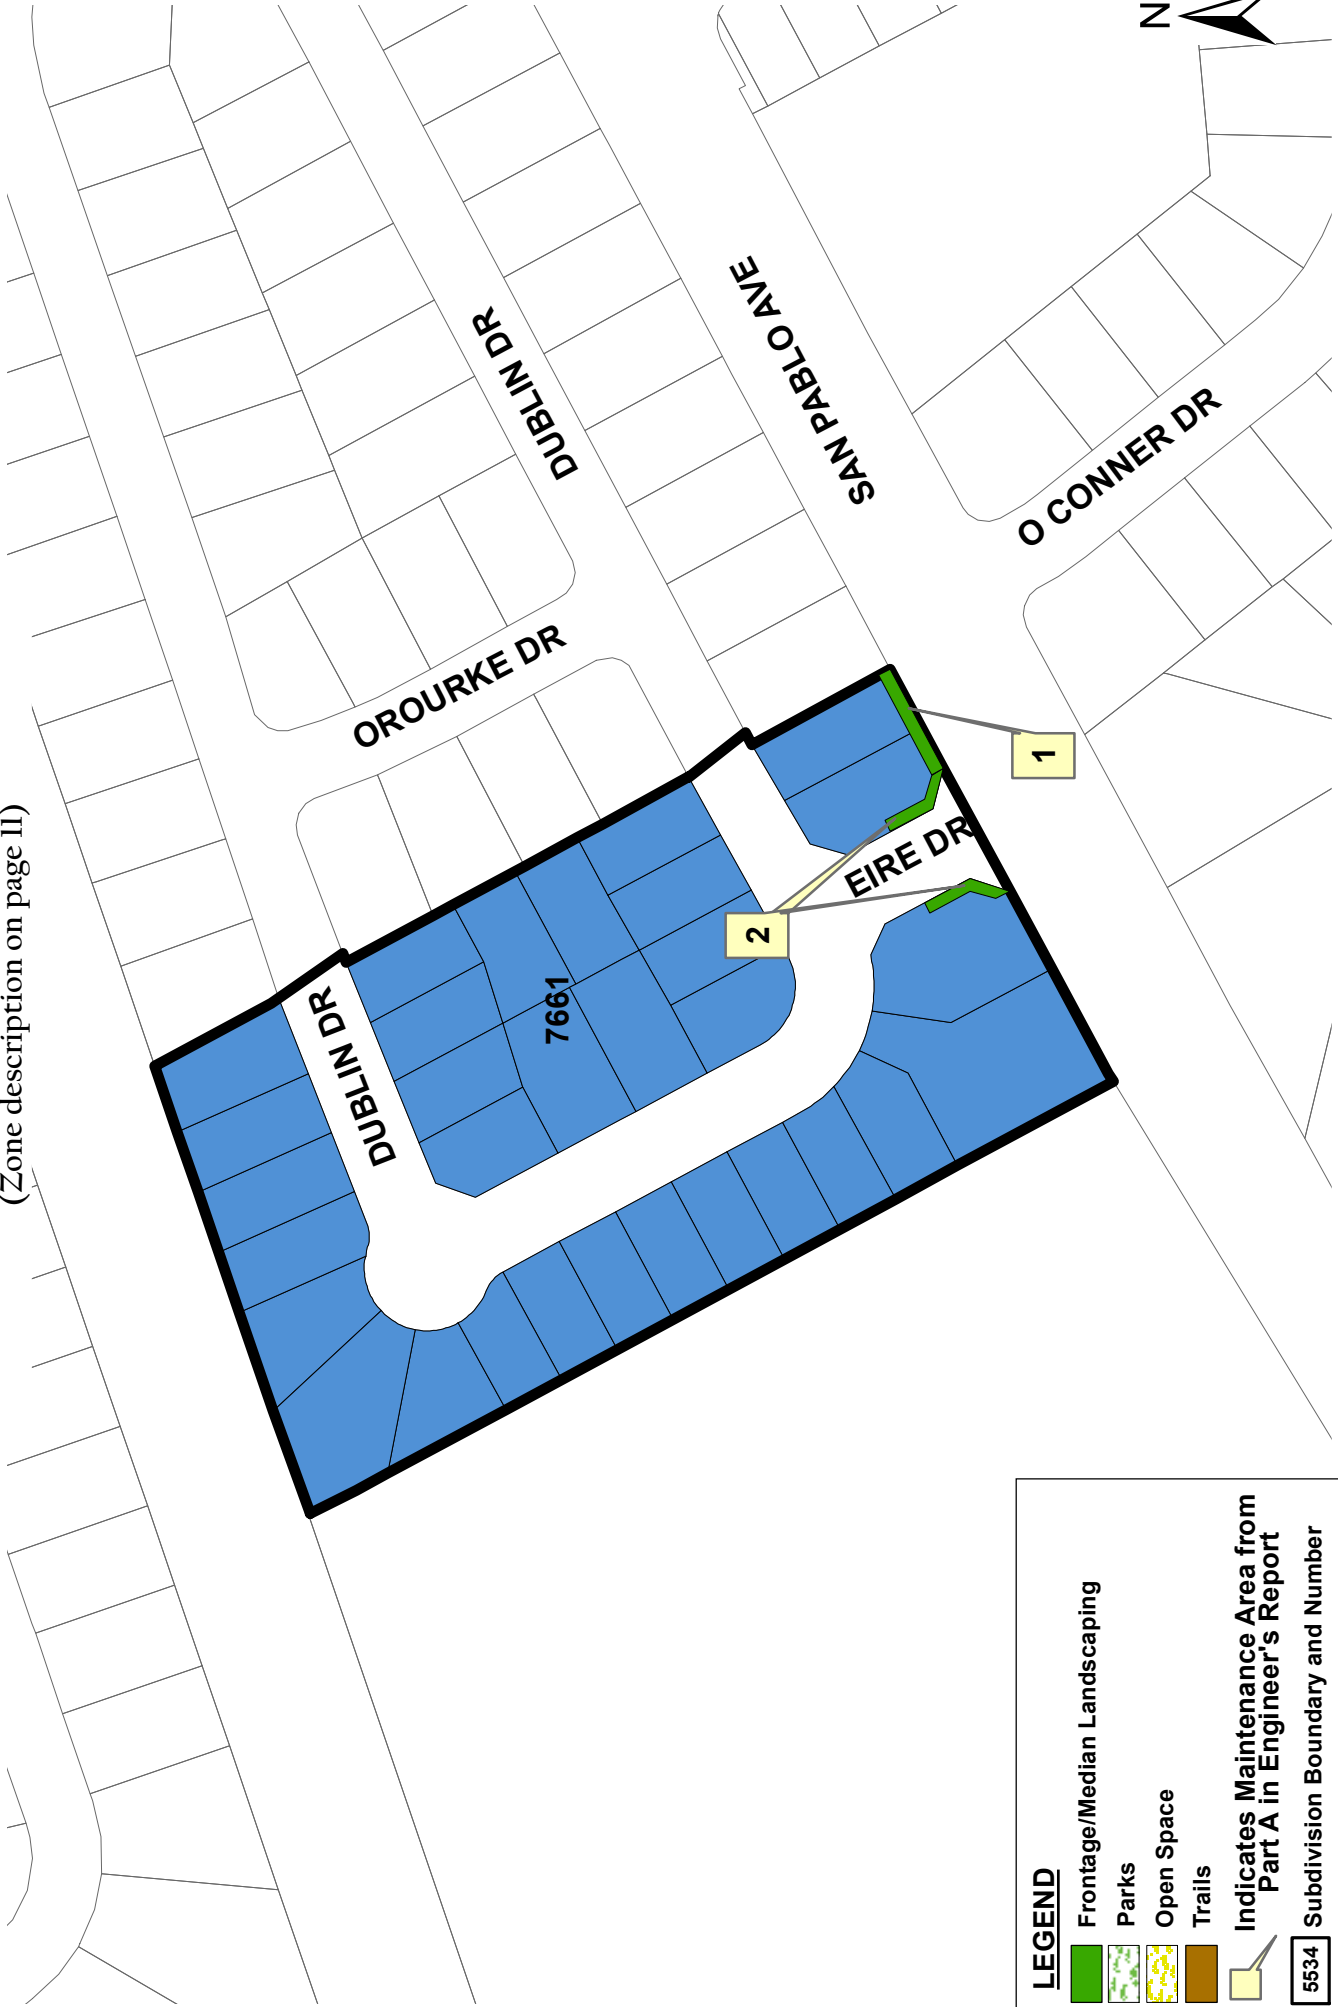 (Zone description on page 11)
DUBLIN DR
OROURKE DR
DUBLIN DR
SAN PABLO AVE
O CONNER DR
EIRE DR
7661
2
1
N
LEGEND
Frontage/Median Landscaping
Parks
Open Space
Trails
Indicates Maintenance Area from
Part A in Engineer's Report
5534 Subdivision Boundary and Number